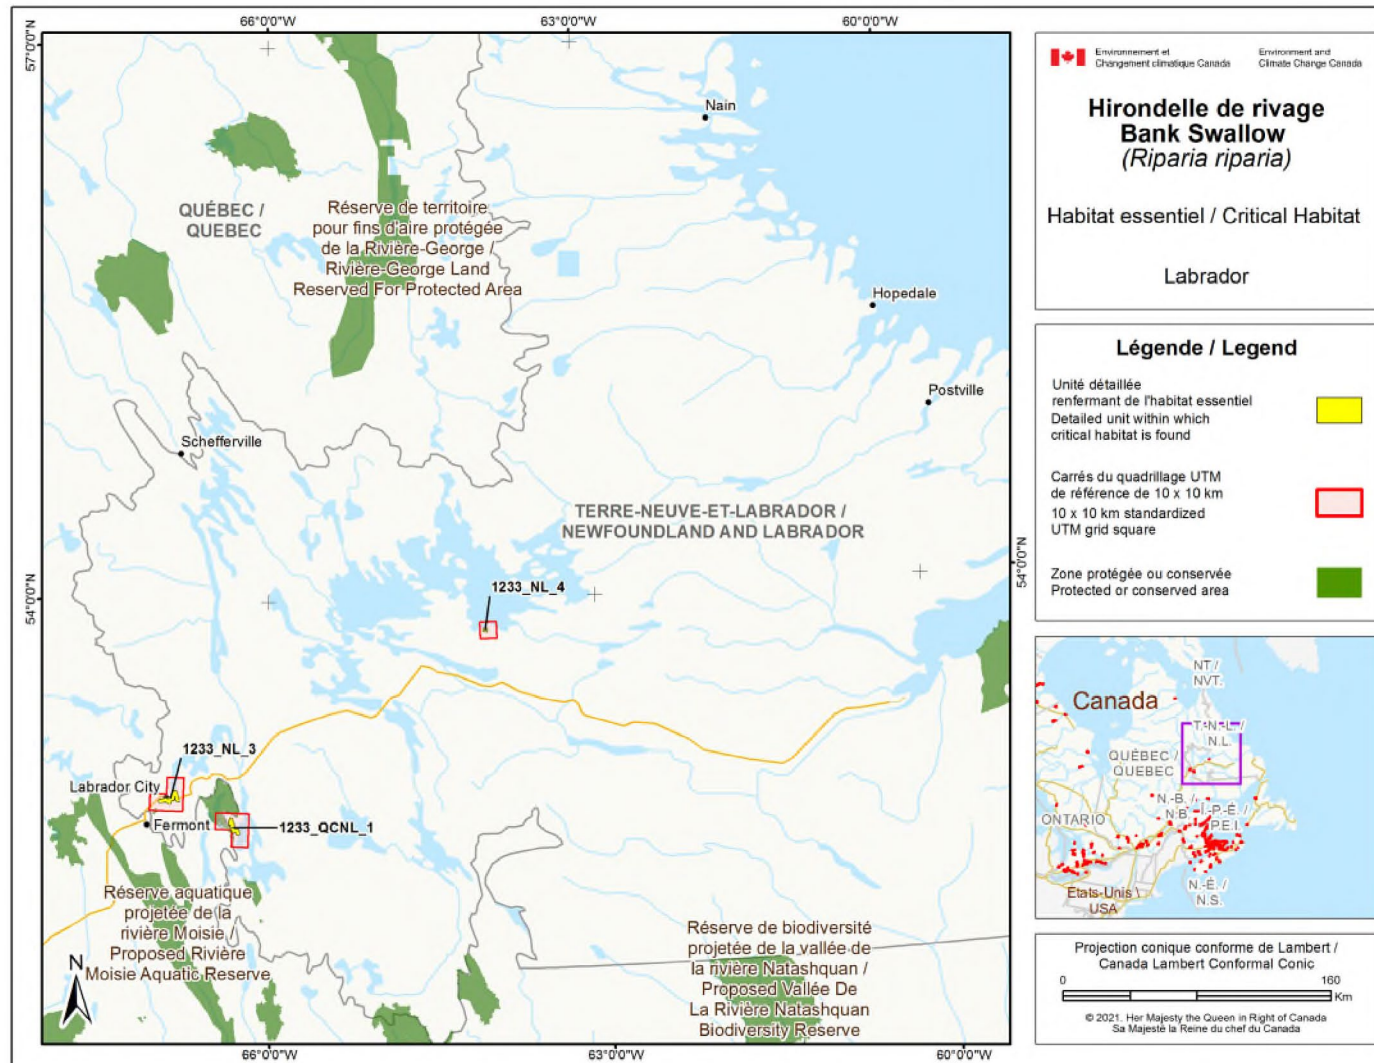 66°0'0"W
63°0'0"W
60°0'0"W
57°0'0"N
54°0'0"N
54°0'0"N
Nain
QUÉBEC /
QUEBEC
Réserve de territoire
pour fins d'aire protégée
de la Rivière-George /
Rivière-George Land
Reserved For Protected Area
Hopedale
Postville
Schefferville
TERRE-NEUVE-ET-LABRADOR /
NEWFOUNDLAND AND LABRADOR
1233_NL_4
1233_NL_3
Labrador City
Fermont
1233_QCNL_1
Réserve aquatique
projetée de la
rivière Moisie /
Proposed Rivière
Moisie Aquatic Reserve
Réserve de biodiversité
projetée de la vallée de
la rivière Natashquan /
Proposed Vallée De
La Rivière Natashquan
Biodiversity Reserve
N
66°0'0"W
63°0'0"W
60°0'0"W
Environnement et
Changement climatique Canada
Environment and
Climate Change Canada
Hirondelle de rivage
Bank Swallow
(Riparia riparia)
Habitat essentiel / Critical Habitat
Labrador
Légende / Legend
Unité détaillée
renfermant de l'habitat essentiel
Detailed unit within which
critical habitat is found
Carrés du quadrillage UTM
de référence de 10 x 10 km
10 x 10 km standardized
UTM grid square
Zone protégée ou conservée
Protected or conserved area
NT /
NVT.
Canada
T.-N.-L. /
N.L.
QUÉBEC /
QUEBEC
N.-B. /
N.B.
Î.-P.-É. /
P.E.I.
ONTARIO
N.-É. /
N.S.
États-Unis \
USA
Projection conique conforme de Lambert /
Canada Lambert Conformal Conic
0 160
Km
© 2021. Her Majesty the Queen in Right of Canada
Sa Majesté la Reine du chef du Canada